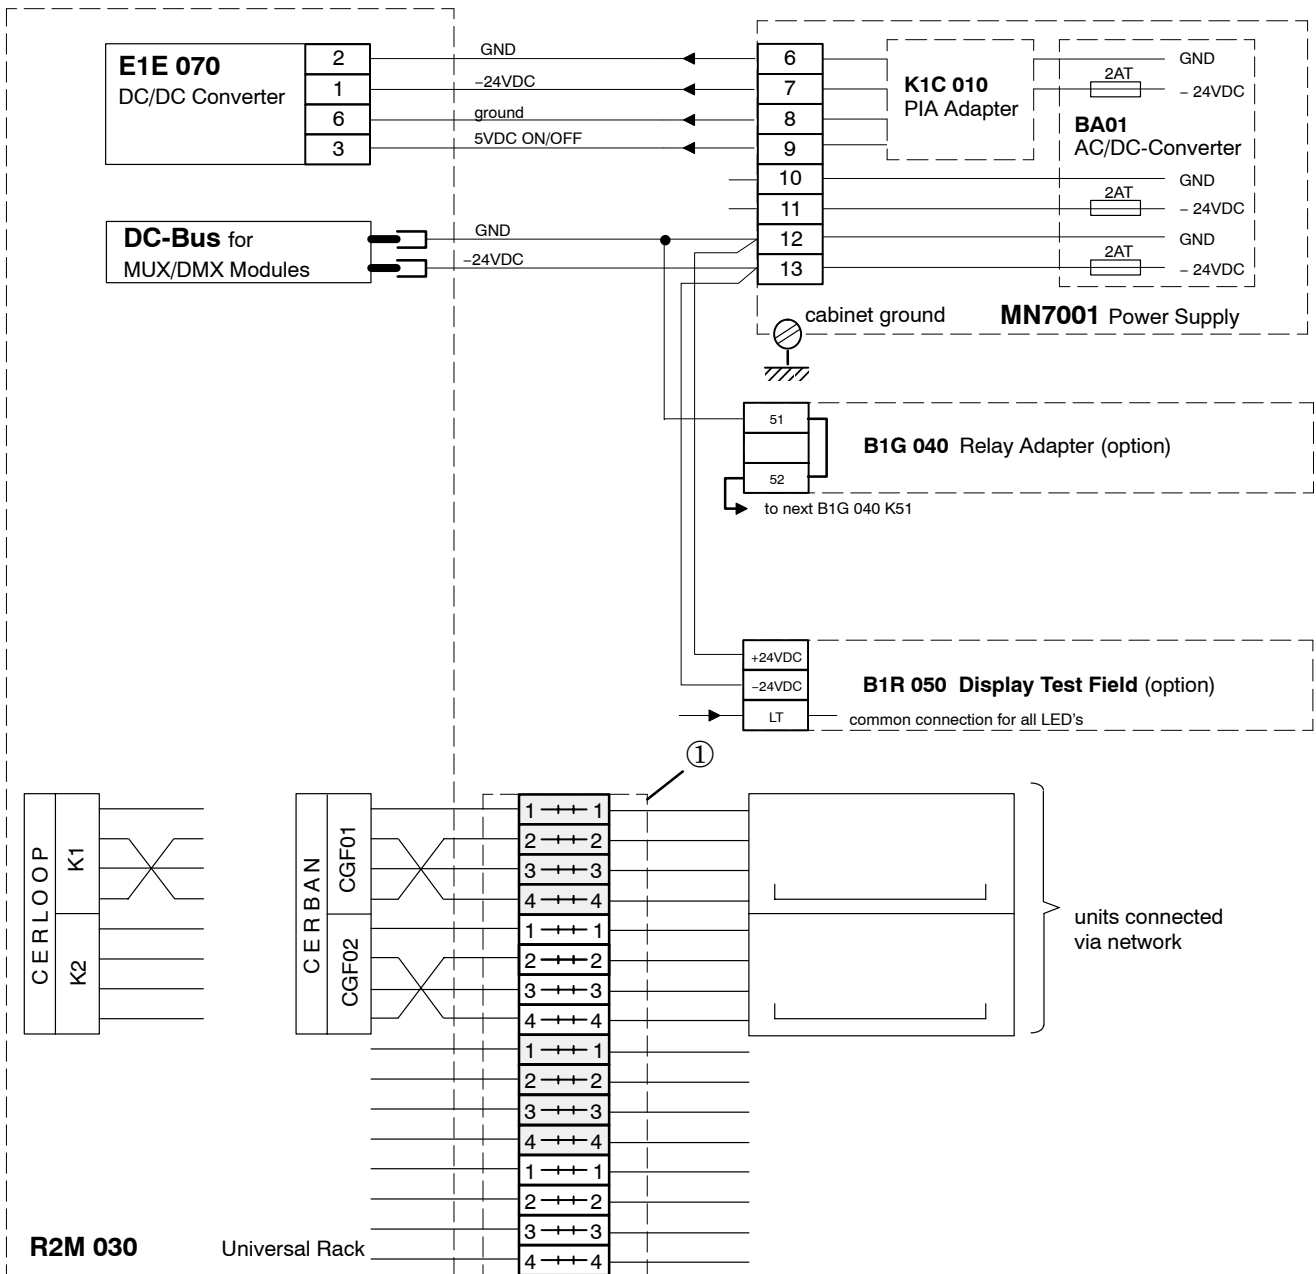 E1E 070
DC/DC Converter
2
1
6
3
GND
−24VDC
ground
5VDC ON/OFF
6
7
8
9
10
11
12
13
K1C 010
PIA Adapter
BA01
AC/DC-Converter
GND
2AT
− 24VDC
GND
2AT
− 24VDC
GND
2AT
− 24VDC
DC-Bus for
MUX/DMX Modules
GND
−24VDC
cabinet ground
MN7001 Power Supply
51
52
B1G 040 Relay Adapter (option)
to next B1G 040 K51
+24VDC
−24VDC
LT
B1R 050 Display Test Field (option)
common connection for all LED's
①
CERLOOP
K1
K2
CERBAN
CGF01
CGF02
1 1
2 2
3 3
4 4
1 1
2 2
3 3
4 4
1 1
2 2
3 3
4 4
1 1
2 2
3 3
4 4
units connected
via network
R2M 030 Universal Rack